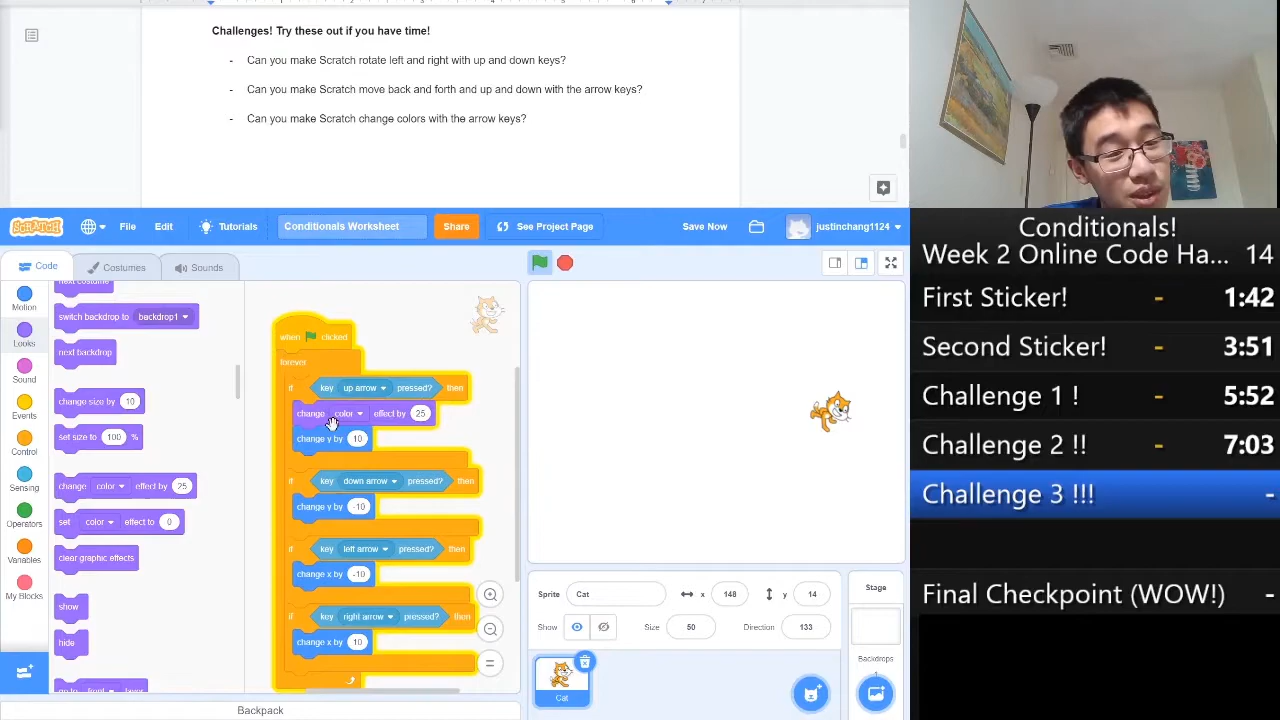 Challenges! Try these out if you have time!
- Can you make Scratch rotate left and right with up and down keys?
- Can you make Scratch move back and forth and up and down with the arrow keys?
- Can you make Scratch change colors with the arrow keys?
SCRATCH File Edit Tutorials Conditionals Worksheet Share See Project Page Save Now justinchang1124
Code Costumes Sounds
Motion
Looks
Sound
Events
Control
Sensing
Operators
Variables
My Blocks
next costume
switch backdrop to backdrop1
next backdrop
change size by 10
set size to 100 %
change color effect by 25
set color effect to 0
clear graphic effects
show
hide
go to front layer
when clicked
forever
if key up arrow pressed? then
change color effect by 25
change y by 10
if key down arrow pressed? then
change y by -10
if key left arrow pressed? then
change x by -10
if key right arrow pressed? then
change x by 10
Backpack
Sprite Cat x 148 y 14
Show Size 50 Direction 133
Cat
Stage
Backdrops
1
Conditionals!
Week 2 Online Code Ha... 14
First Sticker! - 1:42
Second Sticker! - 3:51
Challenge 1 ! - 5:52
Challenge 2 !! - 7:03
Challenge 3 !!! -
Final Checkpoint (WOW!) -